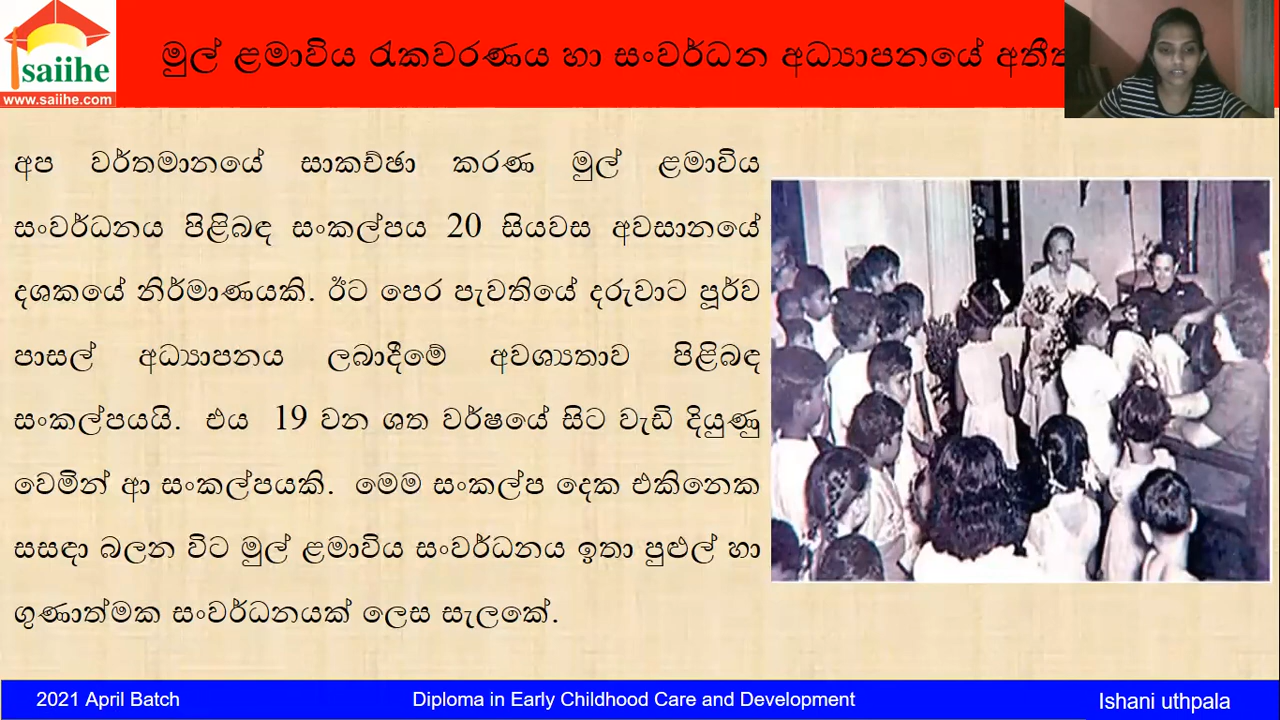 saiihe
www.saiihe.com
මුල් ළමාවිය රැකවරණය හා සංවර්ධන අධ්‍යාපනයේ
අප වර්තමානයේ සාකච්ඡා කරණ මුල් ළමාවිය
සංවර්ධනය පිළිබඳ සංකල්පය 20 සියවස අවසානයේ
දශකයේ නිර්මාණයකි. ඊට පෙර පැවතියේ දරුවාට පූර්ව
පාසල් අධ්‍යාපනය ලබාදීමේ අවශ්‍යතාව පිළිබඳ
සංකල්පයයි. එය 19 වන ශත වර්ෂයේ සිට වැඩි දියුණු
වෙමින් ආ සංකල්පයකි. මෙම සංකල්ප දෙක එකිනෙක
සසඳා බලන විට මුල් ළමාවිය සංවර්ධනය ඉතා පුළුල් හා
ගුණාත්මක සංවර්ධනයක් ලෙස සැලකේ.
2021 April Batch
Diploma in Early Childhood Care and Development
Ishani uthpala